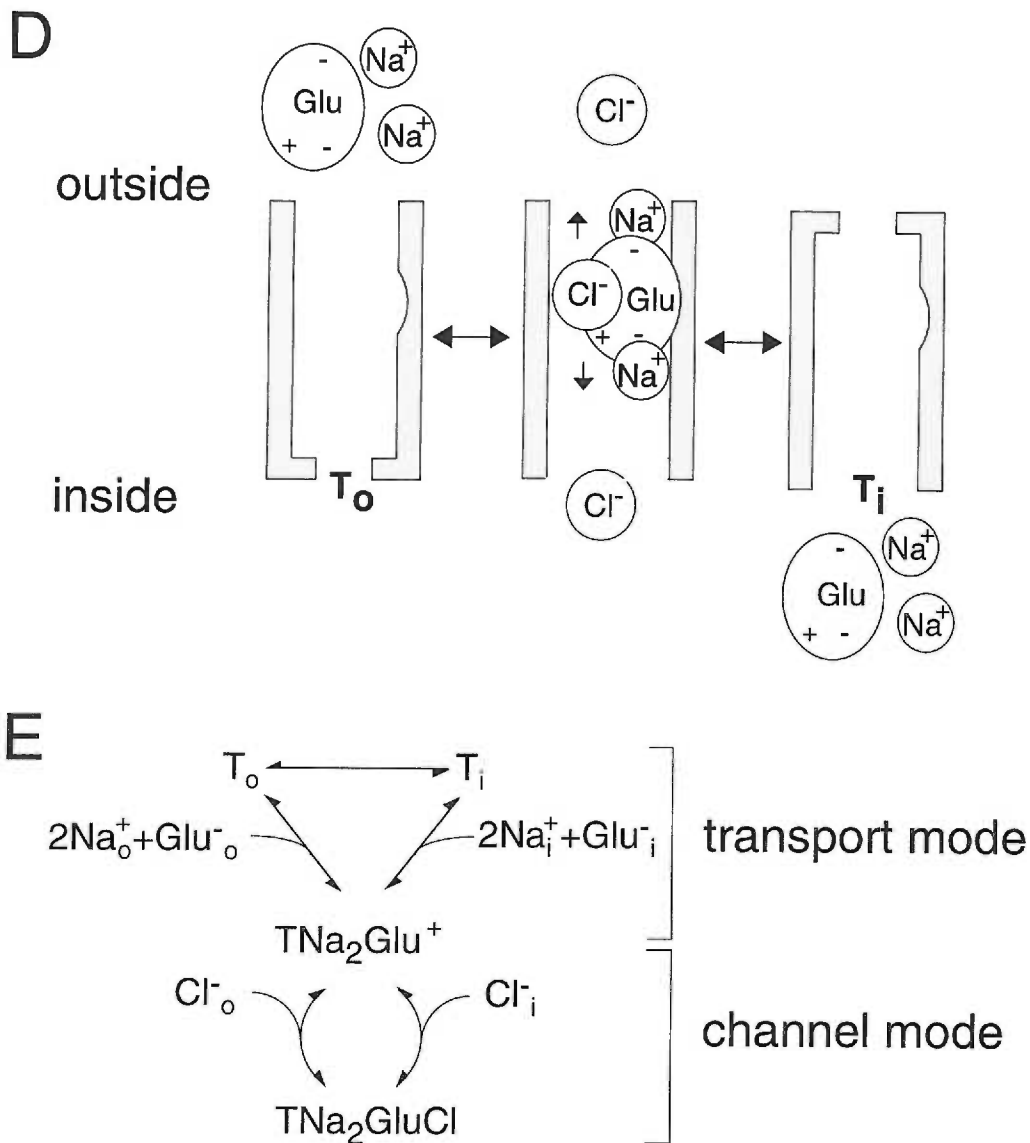 D
Glu - + -
Na+
Na+
Cl-
outside
Na+
-
Cl- Glu
+ -
Na+
inside
To
Cl-
Ti
Glu - + -
Na+
Na+
E
To Ti
2Na+o+Glu-o
2Na+i+Glu-i
transport mode
TNa2Glu+
Cl-o
Cl-i
channel mode
TNa2GluCl